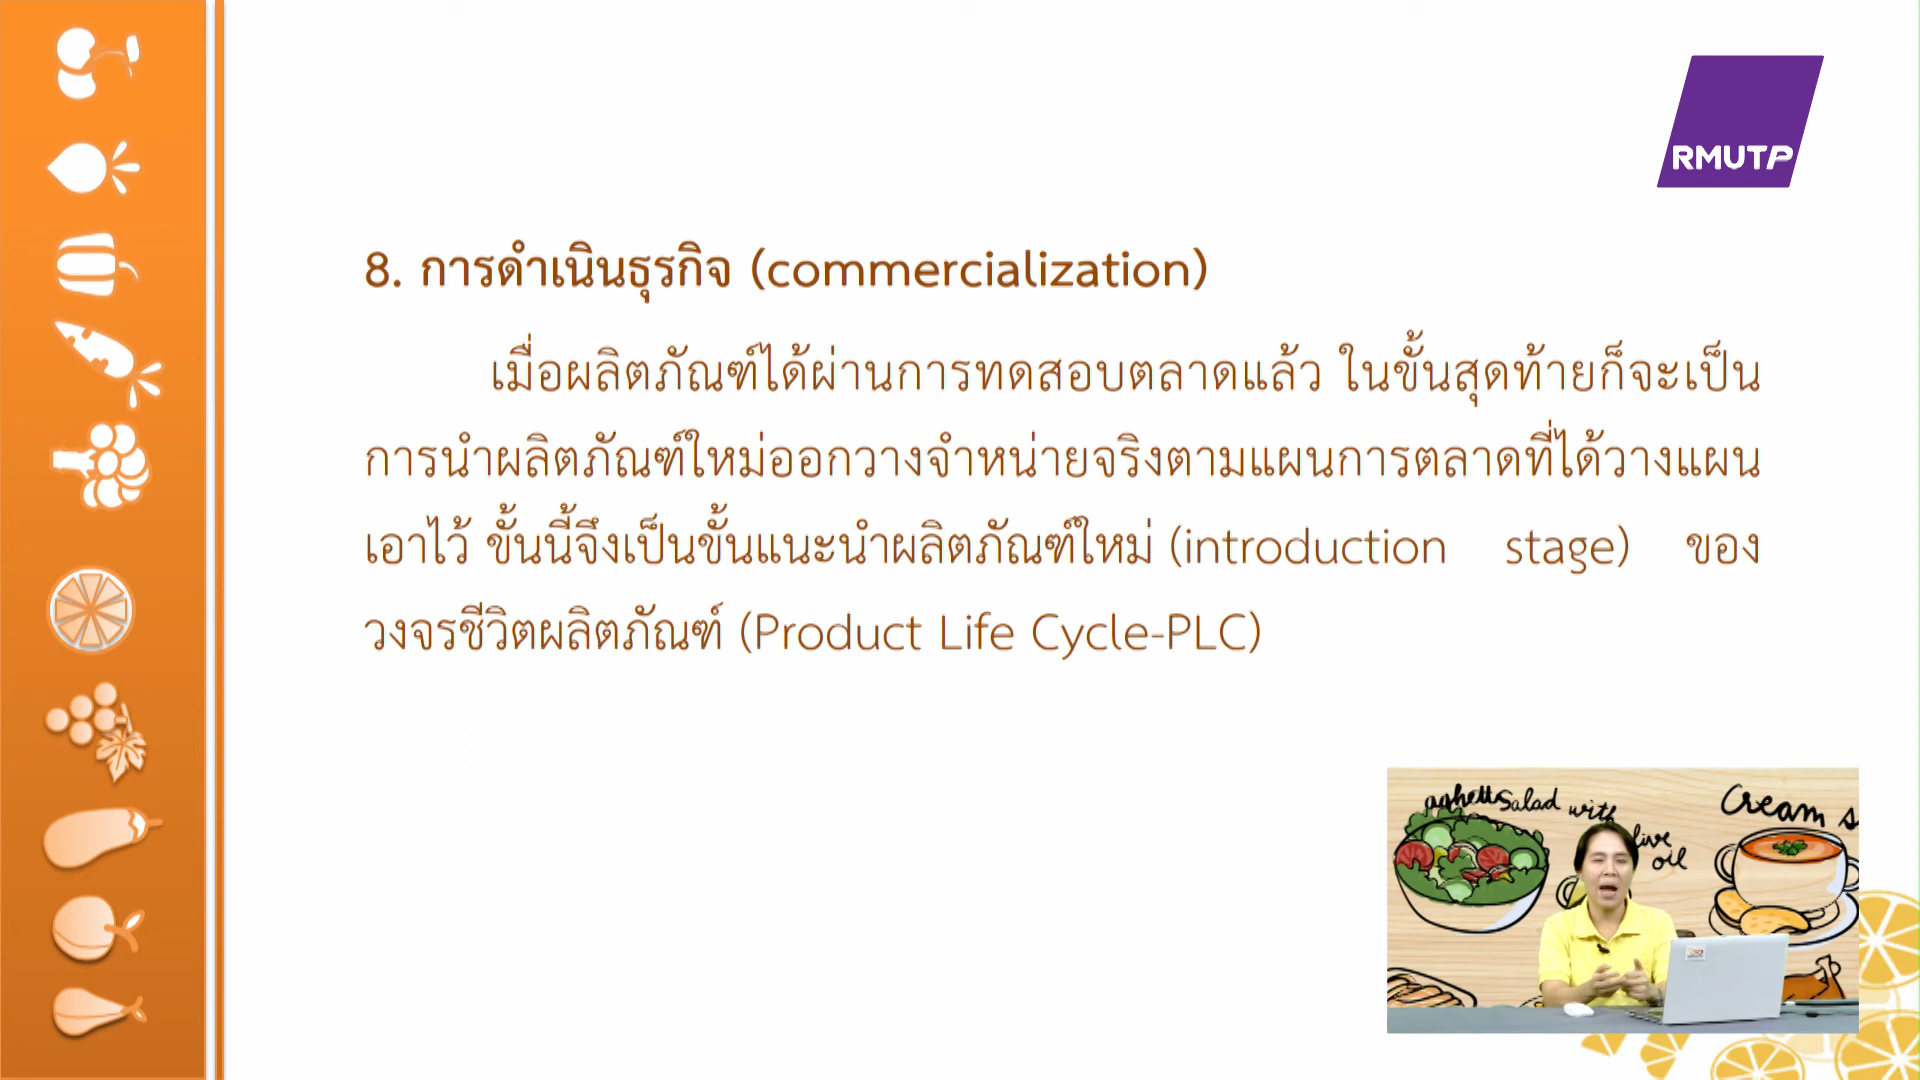 RMUTP
8. การดำเนินธุรกิจ (commercialization)
เมื่อผลิตภัณฑ์ได้ผ่านการทดสอบตลาดแล้ว ในขั้นสุดท้ายก็จะเป็น
การนำผลิตภัณฑ์ใหม่ออกวางจำหน่ายจริงตามแผนการตลาดที่ได้วางแผน
เอาไว้ ขั้นนี้จึงเป็นขั้นแนะนำผลิตภัณฑ์ใหม่ (introduction stage) ของ
วงจรชีวิตผลิตภัณฑ์ (Product Life Cycle-PLC)
Salad with
oil
Cream s